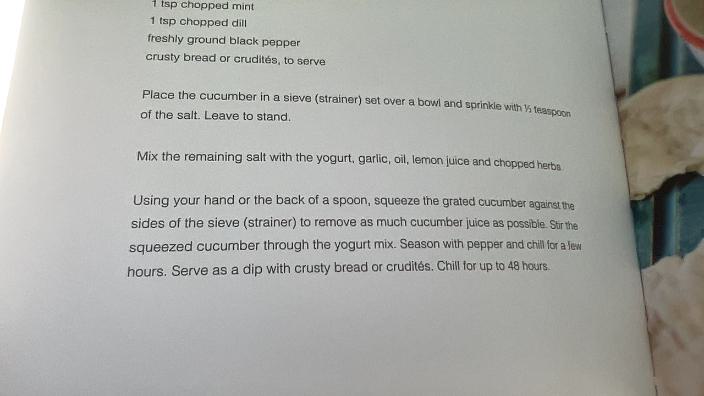 1 tsp chopped mint
1 tsp chopped dill
freshly ground black pepper
crusty bread or crudités, to serve
Place the cucumber in a sieve (strainer) set over a bowl and sprinkle with ½ teaspoon
of the salt. Leave to stand.
Mix the remaining salt with the yogurt, garlic, oil, lemon juice and chopped herbs.
Using your hand or the back of a spoon, squeeze the grated cucumber against the
sides of the sieve (strainer) to remove as much cucumber juice as possible. Stir the
squeezed cucumber through the yogurt mix. Season with pepper and chill for a few
hours. Serve as a dip with crusty bread or crudités. Chill for up to 48 hours.